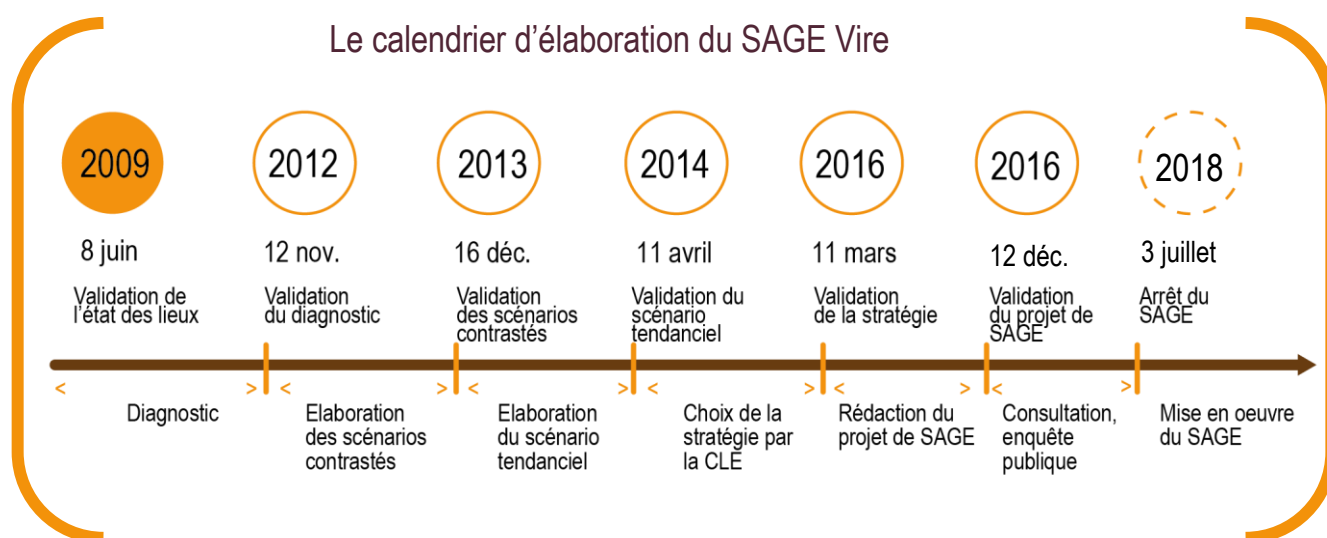 Le calendrier d'élaboration du SAGE Vire
2009
8 juin
Validation de
l'état des lieux
2012
12 nov.
Validation
du diagnostic
2013
16 déc.
Validation
des scénarios
contrastés
2014
11 avril
Validation du
scénario
tendanciel
2016
11 mars
Validation
de la stratégie
2016
12 déc.
Validation
du projet de
SAGE
2018
3 juillet
Arrêt du
SAGE
Diagnostic
Elaboration
des scénarios
contrastés
Elaboration
du scénario
tendanciel
Choix de la
stratégie par
la CLE
Rédaction du
projet de SAGE
Consultation,
enquête
publique
Mise en oeuvre
du SAGE